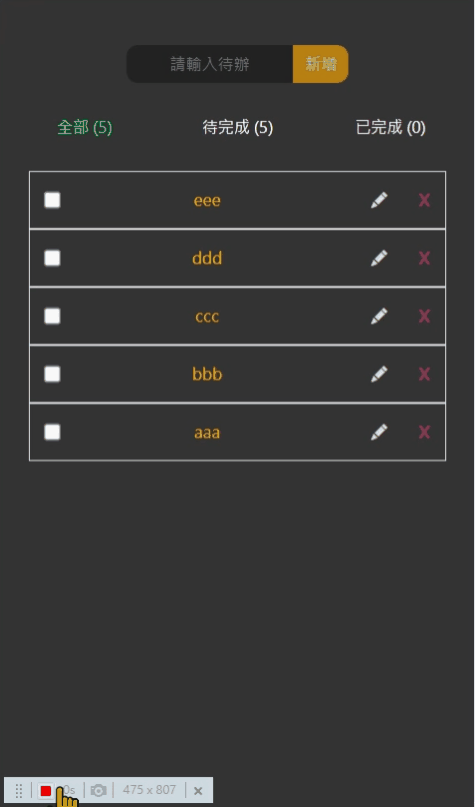 請輸入待辦 新增
全部 (5) 待完成 (5) 已完成 (0)
eee X
ddd X
ccc X
bbb X
aaa X
475 x 807